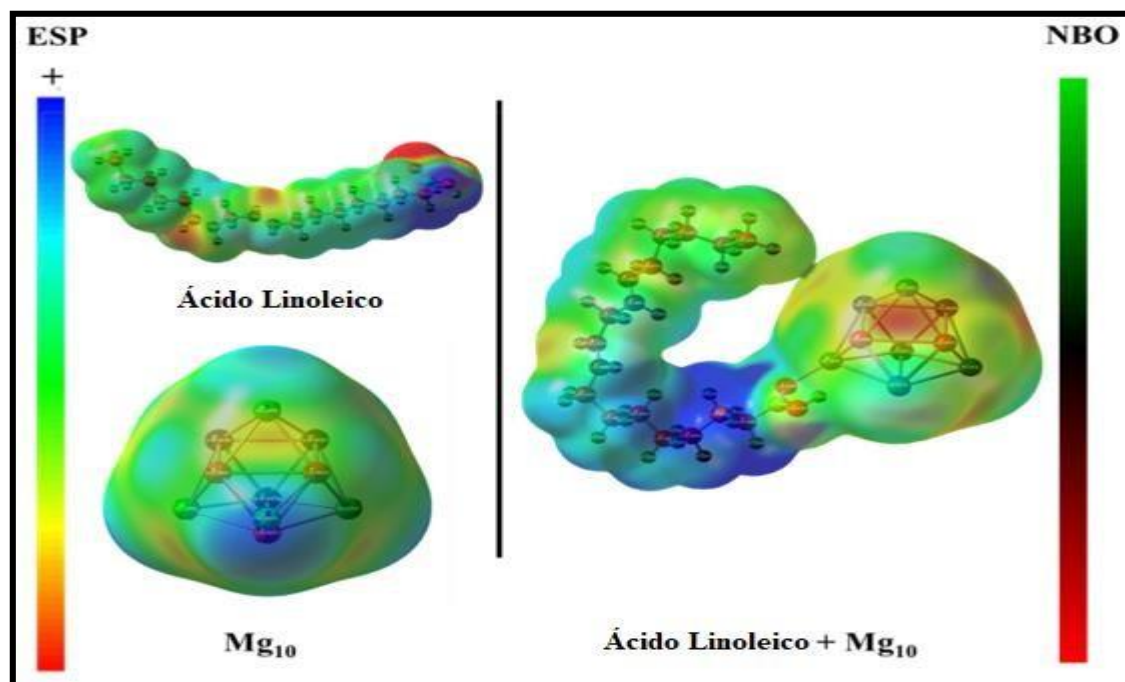 ESP
+
NBO
Ácido Linoleico
Mg₁₀
Ácido Linoleico + Mg₁₀